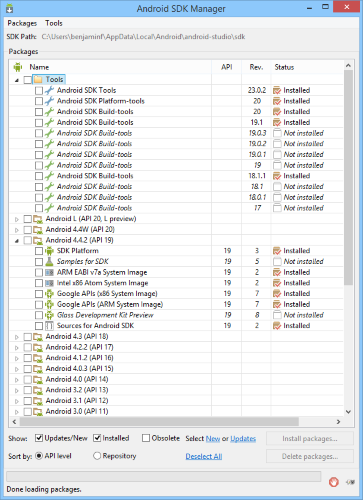 Android SDK Manager
Packages Tools
SDK Path: C:\Users\benjaminf\AppData\Local\Android\android-studio\sdk
Packages
Name API Rev. Status
Tools
Android SDK Tools 23.0.2 Installed
Android SDK Platform-tools 20 Installed
Android SDK Build-tools 20 Installed
Android SDK Build-tools 19.1 Installed
Android SDK Build-tools 19.0.3 Not installed
Android SDK Build-tools 19.0.2 Not installed
Android SDK Build-tools 19.0.1 Not installed
Android SDK Build-tools 19 Not installed
Android SDK Build-tools 18.1.1 Installed
Android SDK Build-tools 18.1 Not installed
Android SDK Build-tools 18.0.1 Not installed
Android SDK Build-tools 17 Not installed
Android L (API 20, L preview)
Android 4.4W (API 20)
Android 4.4.2 (API 19)
SDK Platform 19 3 Installed
Samples for SDK 19 5 Not installed
ARM EABI v7a System Image 19 2 Installed
Intel x86 Atom System Image 19 2 Installed
Google APIs (x86 System Image) 19 7 Installed
Google APIs (ARM System Image) 19 7 Installed
Glass Development Kit Preview 19 8 Not installed
Sources for Android SDK 19 2 Installed
Android 4.3 (API 18)
Android 4.2.2 (API 17)
Android 4.1.2 (API 16)
Android 4.0.3 (API 15)
Android 4.0 (API 14)
Android 3.2 (API 13)
Android 3.1 (API 12)
Android 3.0 (API 11)
Show: Updates/New Installed Obsolete Select New or Updates Install packages...
Sort by: API level Repository Deselect All Delete packages...
Done loading packages.